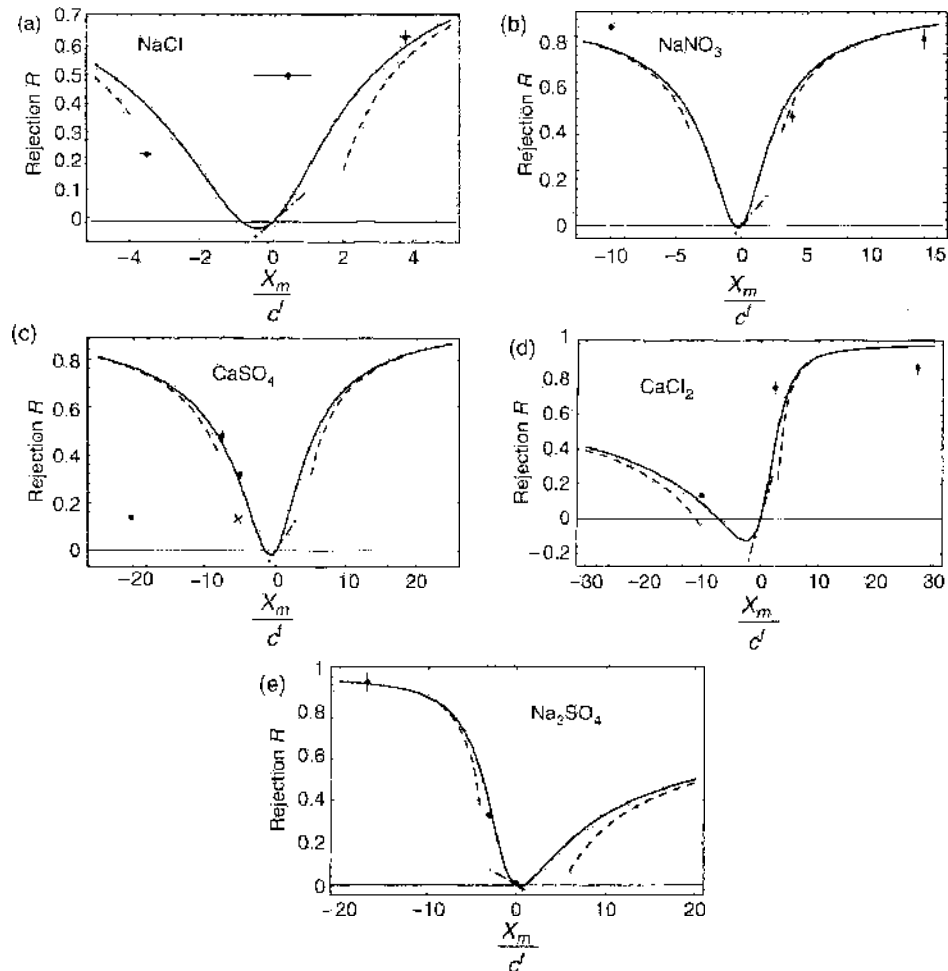 (a)
NaCl
Rejection R
0.7
0.6
0.5
0.4
0.3
0.2
0.1
0
−4
−2
0
2
4
X_m
c^f
(b)
NaNO₃
Rejection R
0.8
0.6
0.4
0.2
0
−10
−5
0
5
10
15
X_m
c^f
(c)
CaSO₄
Rejection R
0.8
0.6
0.4
0.2
0
−20
−10
0
10
20
X_m
c^f
(d)
CaCl₂
Rejection R
1
0.8
0.6
0.4
0.2
0
−0.2
−30
−20
−10
0
10
20
30
X_m
c^f
(e)
Na₂SO₄
Rejection R
1
0.8
0.6
0.4
0.2
0
−20
−10
0
10
20
X_m
c^f